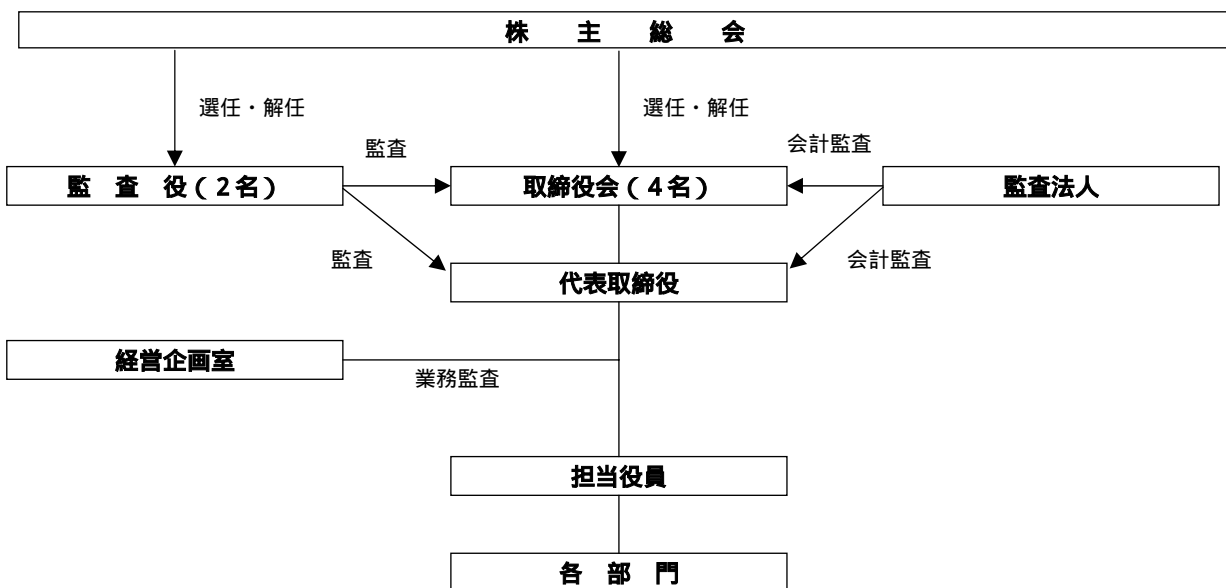 株 主 総 会
選任・解任
選任・解任
監査
会計監査
監 査 役（２名）
取締役会（４名）
監査法人
監査
会計監査
代表取締役
経営企画室
業務監査
担当役員
各 部 門